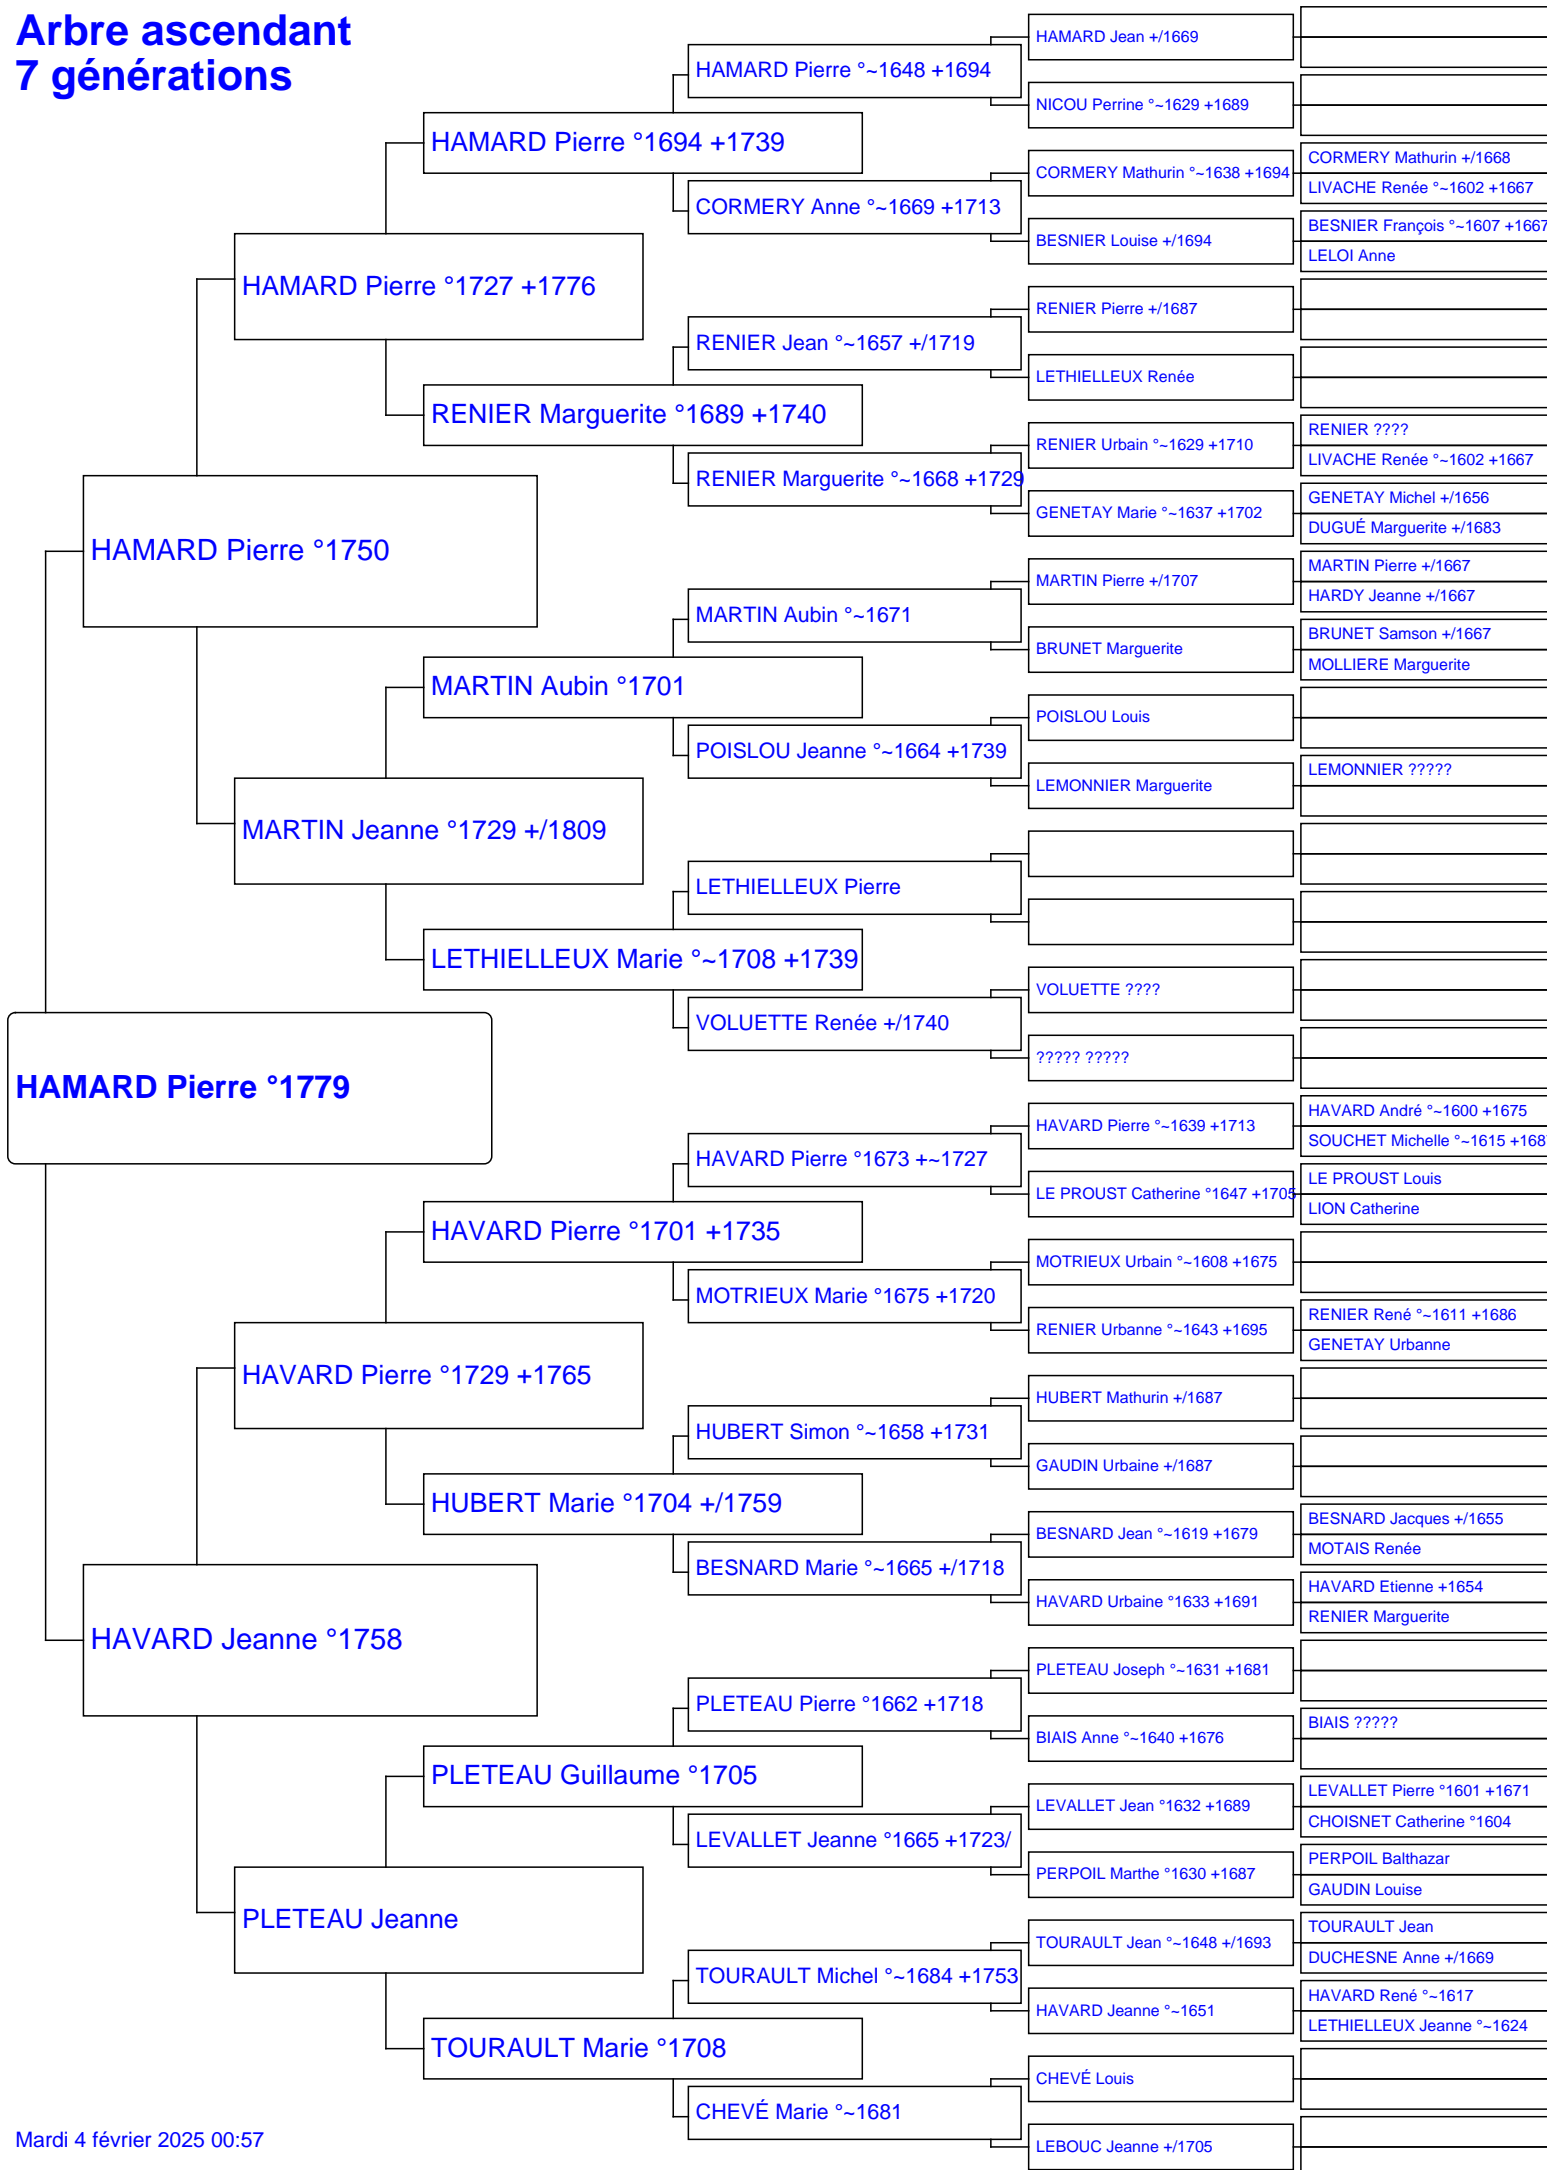 Arbre ascendant
7 générations
HAMARD Pierre °1779
HAMARD Pierre °1750
HAVARD Jeanne °1758
HAMARD Pierre °1727 +1776
MARTIN Jeanne °1729 +/1809
HAVARD Pierre °1729 +1765
PLETEAU Jeanne
HAMARD Pierre °1694 +1739
RENIER Marguerite °1689 +1740
MARTIN Aubin °1701
LETHIELLEUX Marie °~1708 +1739
HAVARD Pierre °1701 +1735
HUBERT Marie °1704 +/1759
PLETEAU Guillaume °1705
TOURAULT Marie °1708
HAMARD Pierre °~1648 +1694
CORMERY Anne °~1669 +1713
RENIER Jean °~1657 +/1719
RENIER Marguerite °~1668 +1729
MARTIN Aubin °~1671
POISLOU Jeanne °~1664 +1739
LETHIELLEUX Pierre
VOLUETTE Renée +/1740
HAVARD Pierre °1673 +~1727
MOTRIEUX Marie °1675 +1720
HUBERT Simon °~1658 +1731
BESNARD Marie °~1665 +/1718
PLETEAU Pierre °1662 +1718
LEVALLET Jeanne °1665 +1723/
TOURAULT Michel °~1684 +1753
CHEVÉ Marie °~1681
HAMARD Jean +/1669
NICOU Perrine °~1629 +1689
CORMERY Mathurin °~1638 +1694
BESNIER Louise +/1694
RENIER Pierre +/1687
LETHIELLEUX Renée
RENIER Urbain °~1629 +1710
GENETAY Marie °~1637 +1702
MARTIN Pierre +/1707
BRUNET Marguerite
POISLOU Louis
LEMONNIER Marguerite
VOLUETTE ????
????? ?????
HAVARD Pierre °~1639 +1713
LE PROUST Catherine °1647 +1705
MOTRIEUX Urbain °~1608 +1675
RENIER Urbanne °~1643 +1695
HUBERT Mathurin +/1687
GAUDIN Urbaine +/1687
BESNARD Jean °~1619 +1679
HAVARD Urbaine °1633 +1691
PLETEAU Joseph °~1631 +1681
BIAIS Anne °~1640 +1676
LEVALLET Jean °1632 +1689
PERPOIL Marthe °1630 +1687
TOURAULT Jean °~1648 +/1693
HAVARD Jeanne °~1651
CHEVÉ Louis
LEBOUC Jeanne +/1705
CORMERY Mathurin +/1668
LIVACHE Renée °~1602 +1667
BESNIER François °~1607 +1667
LELOI Anne
RENIER ????
LIVACHE Renée °~1602 +1667
GENETAY Michel +/1656
DUGUÉ Marguerite +/1683
MARTIN Pierre +/1667
HARDY Jeanne +/1667
BRUNET Samson +/1667
MOLLIERE Marguerite
LEMONNIER ?????
HAVARD André °~1600 +1675
SOUCHET Michelle °~1615
LE PROUST Louis
LION Catherine
RENIER René °~1611 +1686
GENETAY Urbanne
BESNARD Jacques +/1655
MOTAIS Renée
HAVARD Etienne +1654
RENIER Marguerite
BIAIS ?????
LEVALLET Pierre °1601 +1671
CHOISNET Catherine °1604
PERPOIL Balthazar
GAUDIN Louise
TOURAULT Jean
DUCHESNE Anne +/1669
HAVARD René °~1617
LETHIELLEUX Jeanne °~1624
Mardi 4 février 2025 00:57